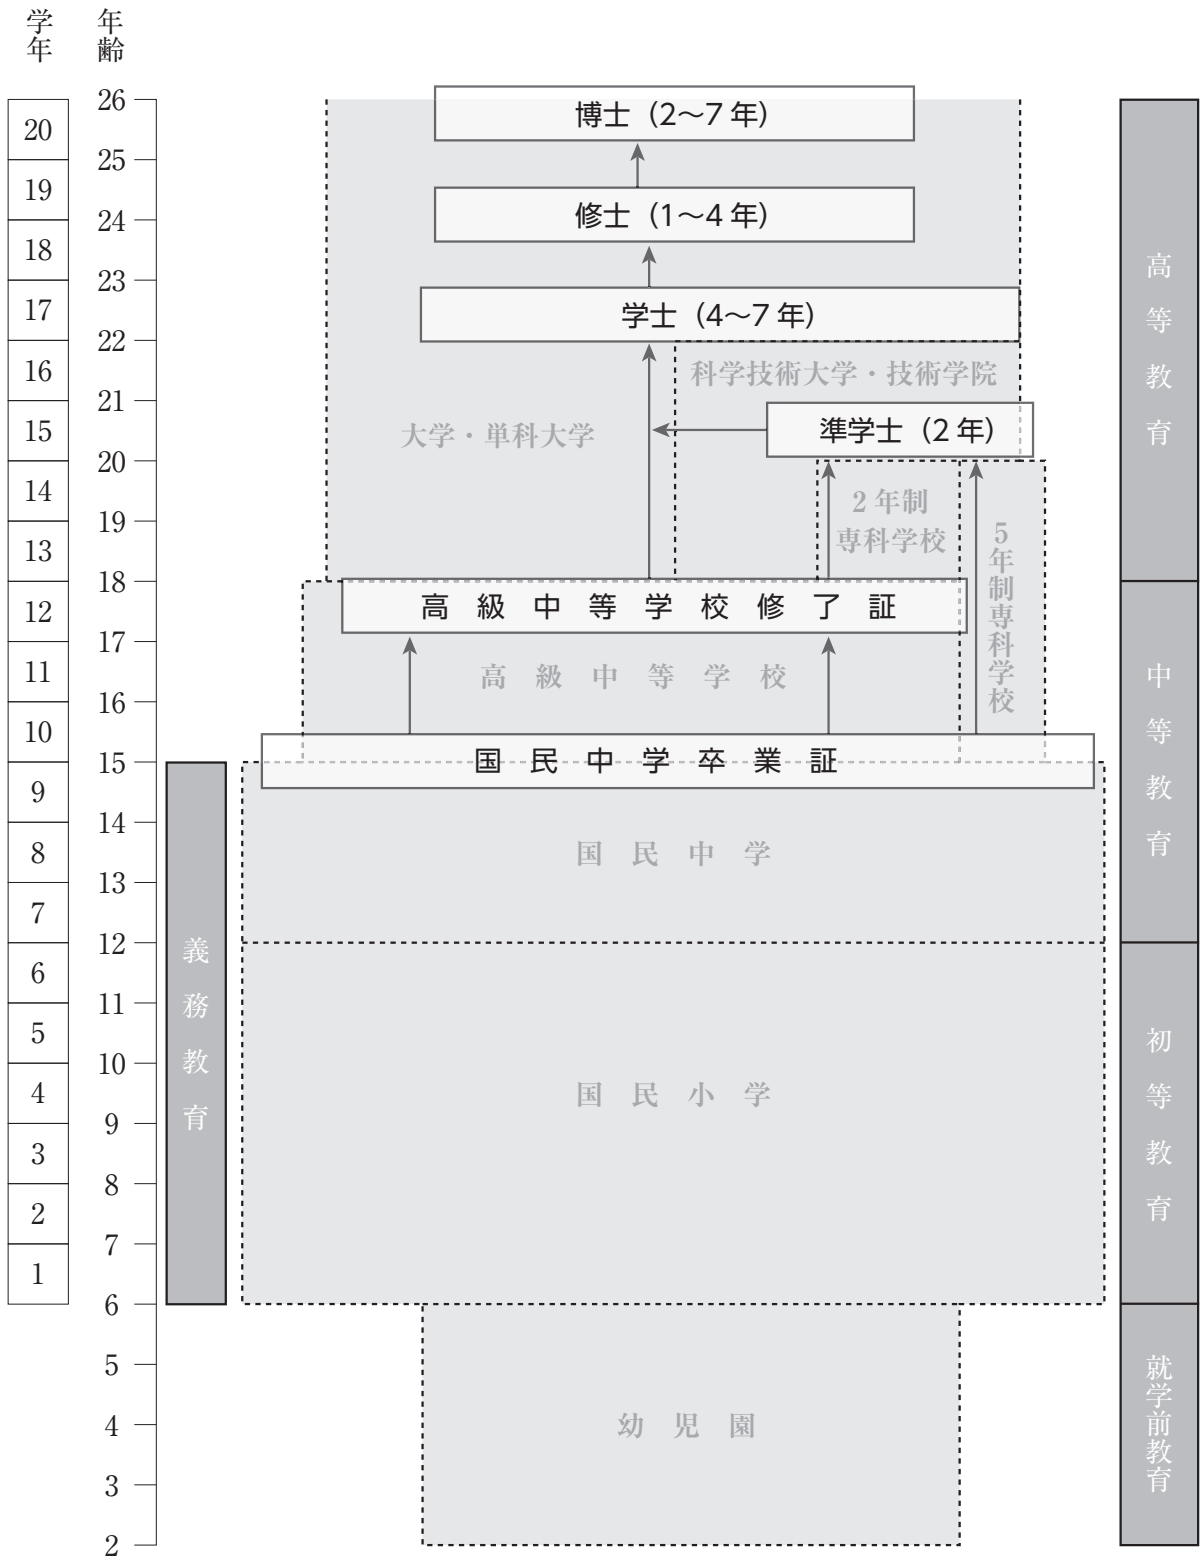 学年
年齢
26
20
25
19
24
18
23
17
22
16
21
15
20
14
19
13
18
12
17
11
16
10
15
9
14
8
13
7
12
6
11
5
10
4
9
3
8
2
7
1
6
5
4
3
2
義務教育
博士（2〜7年）
修士（1〜4年）
学士（4〜7年）
科学技術大学・技術学院
大学・単科大学
準学士（2年）
2年制
専科学校
5年制専科学校
高級中等学校修了証
高級中等学校
国民中学卒業証
国民中学
国民小学
幼児園
高等教育
中等教育
初等教育
就学前教育